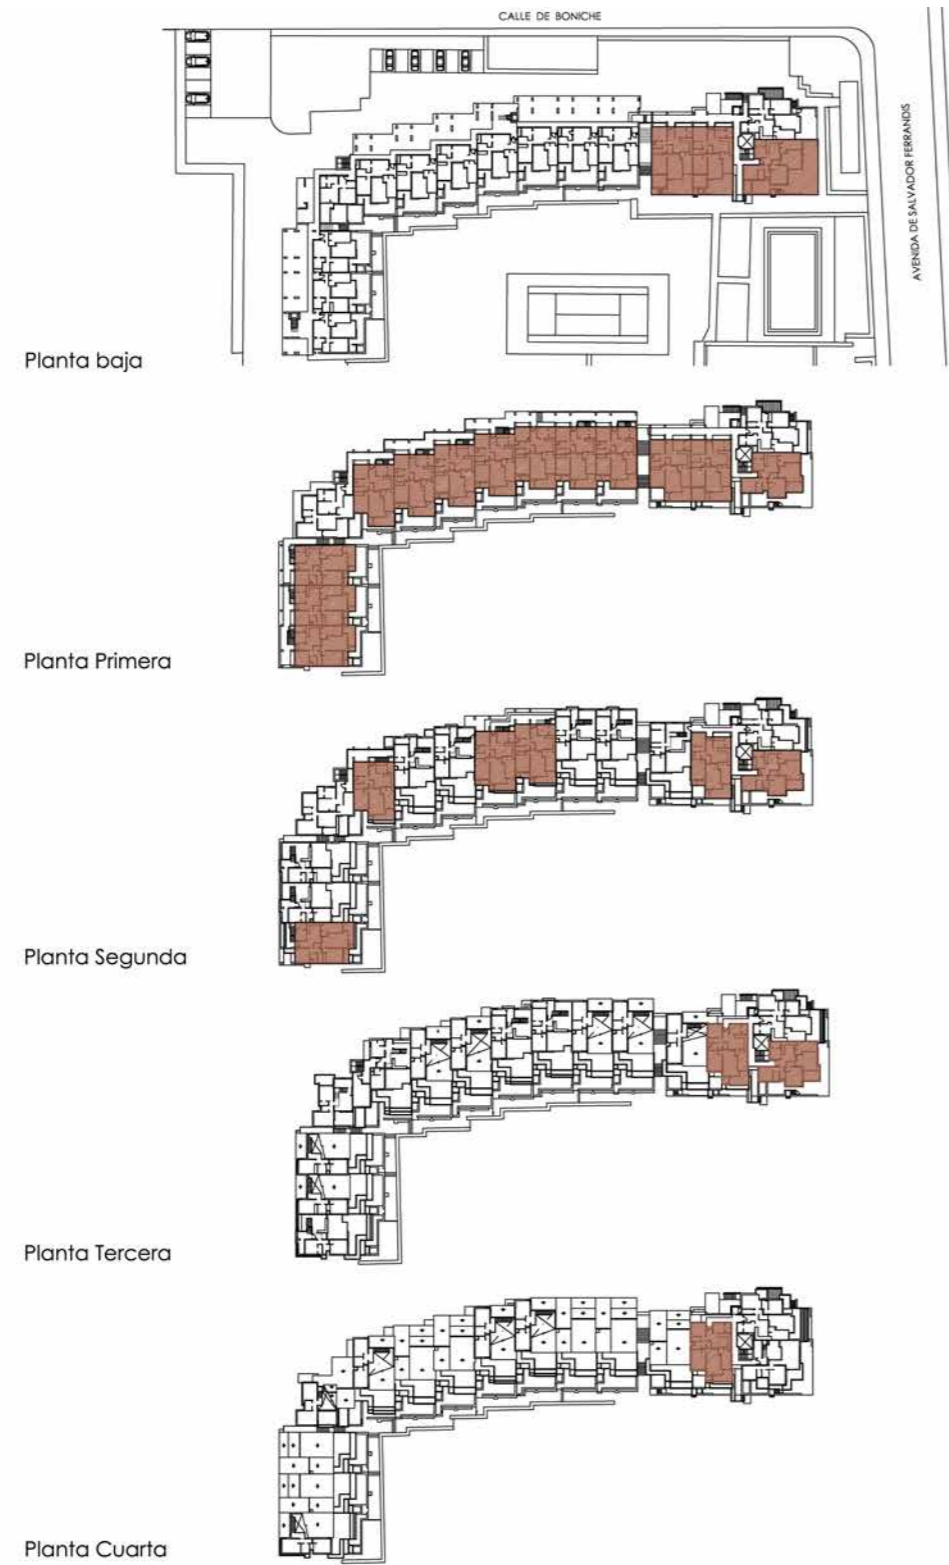 CALLE DE BONICHE
AVENIDA DE SALVADOR FERRANDIS
Planta baja
Planta Primera
Planta Segunda
Planta Tercera
Planta Cuarta